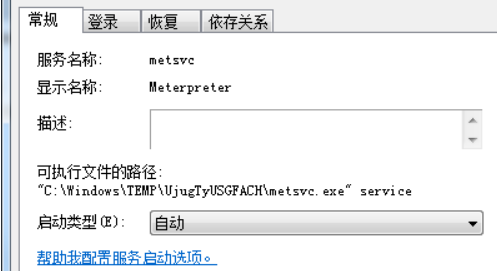 常规 登录 恢复 依存关系
服务名称: metsvc
显示名称: Meterpreter
描述:
可执行文件的路径:
"C:\Windows\TEMP\UjugTyUSGFACH\metsvc.exe" service
启动类型(E): 自动
帮助我配置服务启动选项。